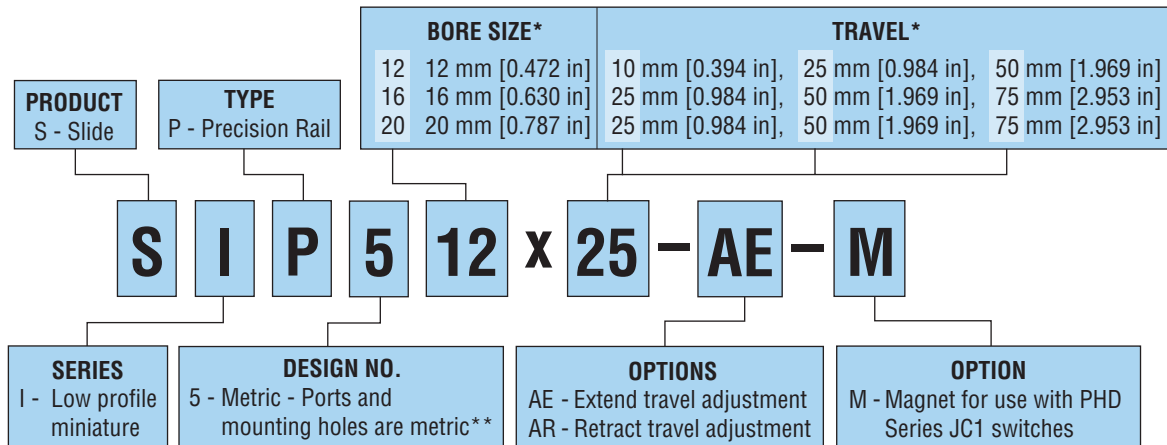 BORE SIZE* TRAVEL*
12 12 mm [0.472 in] 10 mm [0.394 in], 25 mm [0.984 in], 50 mm [1.969 in]
16 16 mm [0.630 in] 25 mm [0.984 in], 50 mm [1.969 in], 75 mm [2.953 in]
20 20 mm [0.787 in] 25 mm [0.984 in], 50 mm [1.969 in], 75 mm [2.953 in]
PRODUCT
S - Slide
TYPE
P - Precision Rail
S I P 5 12 x 25 – AE – M
SERIES
I - Low profile
miniature
DESIGN NO.
5 - Metric - Ports and
mounting holes are metric**
OPTIONS
AE - Extend travel adjustment
AR - Retract travel adjustment
OPTION
M - Magnet for use with PHD
Series JC1 switches